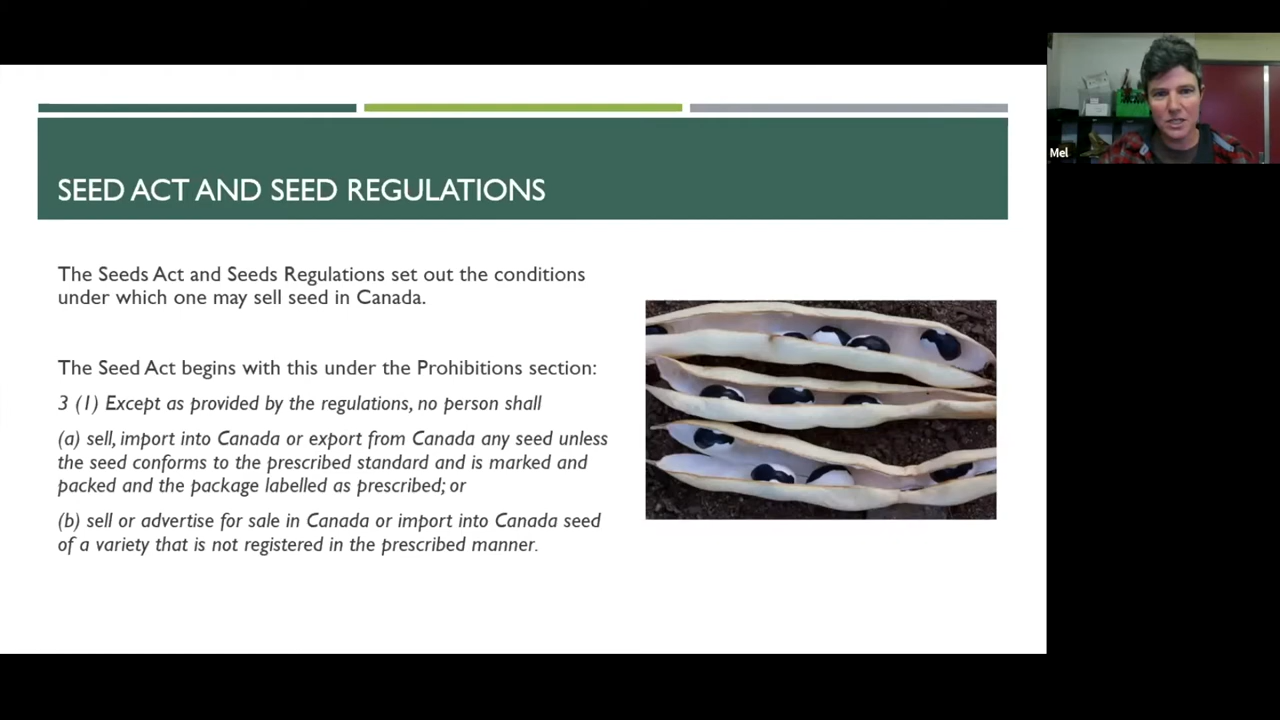 SEED ACT AND SEED REGULATIONS
Mel
The Seeds Act and Seeds Regulations set out the conditions
under which one may sell seed in Canada.
The Seed Act begins with this under the Prohibitions section:
3 (1) Except as provided by the regulations, no person shall
(a) sell, import into Canada or export from Canada any seed unless
the seed conforms to the prescribed standard and is marked and
packed and the package labelled as prescribed; or
(b) sell or advertise for sale in Canada or import into Canada seed
of a variety that is not registered in the prescribed manner.